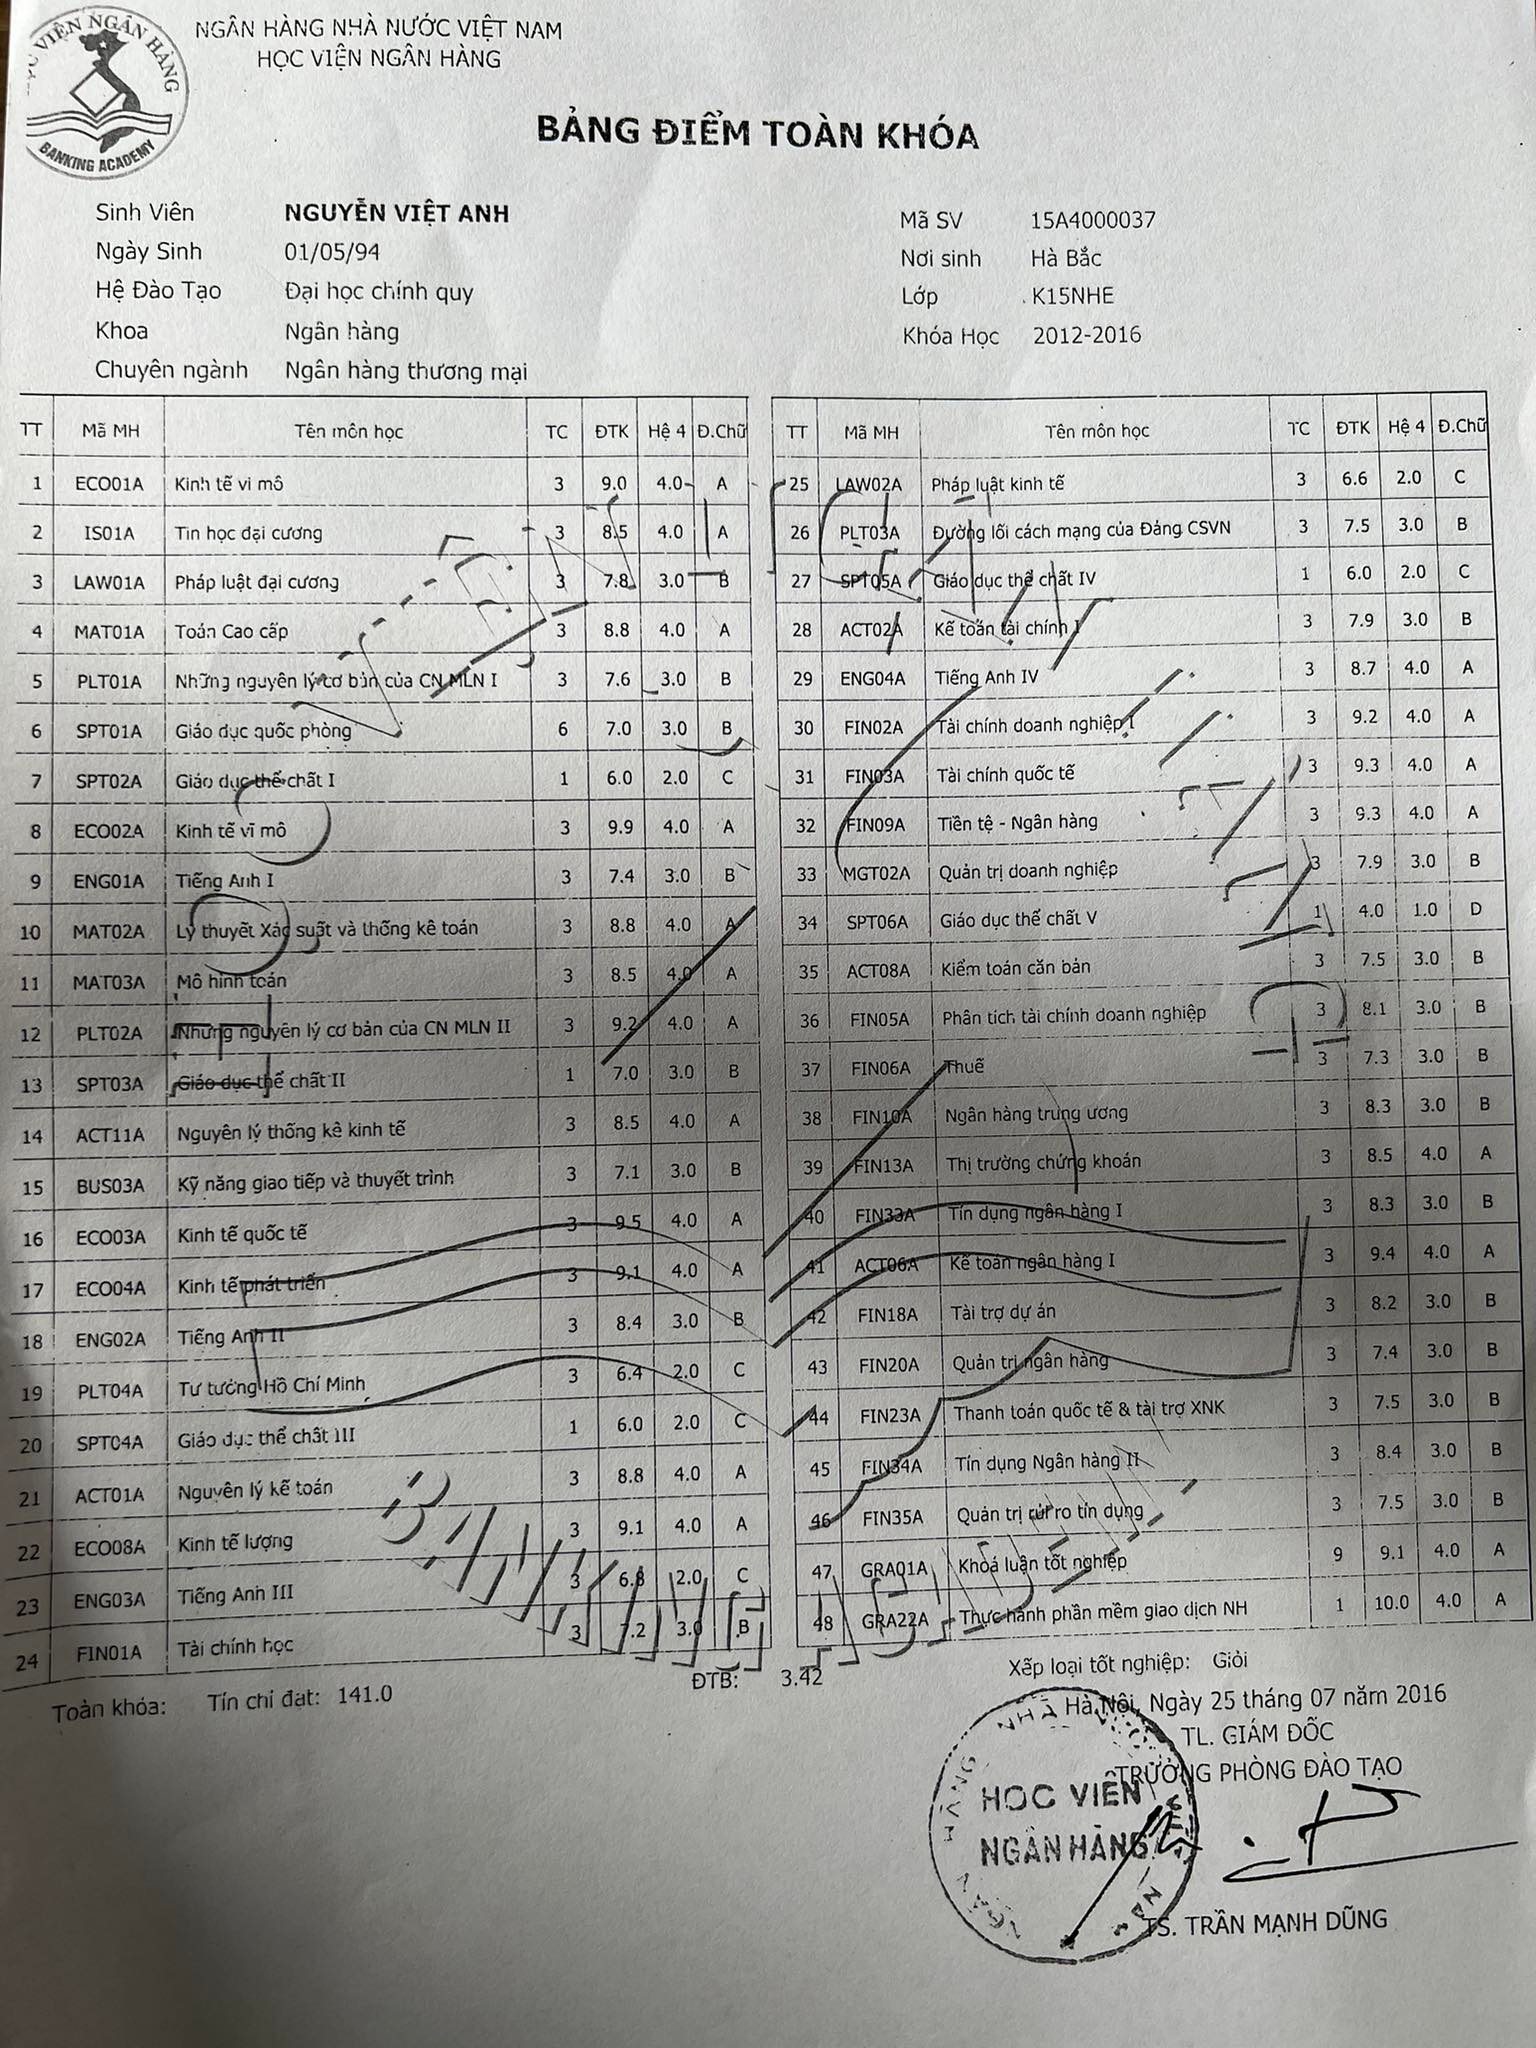 NGÂN HÀNG NHÀ NƯỚC VIỆT NAM
HỌC VIỆN NGÂN HÀNG
VIỆN NGÂN HÀNG
BANKING ACADEMY
BẢNG ĐIỂM TOÀN KHÓA
Sinh Viên NGUYỄN VIỆT ANH Mã SV 15A4000037
Ngày Sinh 01/05/94 Nơi sinh Hà Bắc
Hệ Đào Tạo Đại học chính quy Lớp K15NHE
Khoa Ngân hàng Khóa Học 2012-2016
Chuyên ngành Ngân hàng thương mại
TT Mã MH Tên môn học TC ĐTK Hệ 4 Đ.Chữ
1 ECO01A Kinh tế vi mô 3 9.0 4.0 A
2 IS01A Tin học đại cương 3 8.5 4.0 A
3 LAW01A Pháp luật đại cương 3 7.8 3.0 B
4 MAT01A Toán Cao cấp 3 8.8 4.0 A
5 PLT01A Những nguyên lý cơ bản của CN MLN I 3 7.6 3.0 B
6 SPT01A Giáo dục quốc phòng 6 7.0 3.0 B
7 SPT02A Giáo dục thể chất I 1 6.0 2.0 C
8 ECO02A Kinh tế vĩ mô 3 9.9 4.0 A
9 ENG01A Tiếng Anh I 3 7.4 3.0 B
10 MAT02A Lý thuyết Xác suất và thống kê toán 3 8.8 4.0 A
11 MAT03A Mô hình toán 3 8.5 4.0 A
12 PLT02A Những nguyên lý cơ bản của CN MLN II 3 9.2 4.0 A
13 SPT03A Giáo dục thể chất II 1 7.0 3.0 B
14 ACT11A Nguyên lý thống kê kinh tế 3 8.5 4.0 A
15 BUS03A Kỹ năng giao tiếp và thuyết trình 3 7.1 3.0 B
16 ECO03A Kinh tế quốc tế 3 9.5 4.0 A
17 ECO04A Kinh tế phát triển 3 9.1 4.0 A
18 ENG02A Tiếng Anh II 3 8.4 3.0 B
19 PLT04A Tư tưởng Hồ Chí Minh 3 6.4 2.0 C
20 SPT04A Giáo dục thể chất III 1 6.0 2.0 C
21 ACT01A Nguyên lý kế toán 3 8.8 4.0 A
22 ECO08A Kinh tế lượng 3 9.1 4.0 A
23 ENG03A Tiếng Anh III 3 6.8 2.0 C
24 FIN01A Tài chính học 3 7.2 3.0 B
TT Mã MH Tên môn học TC ĐTK Hệ 4 Đ.Chữ
25 LAW02A Pháp luật kinh tế 3 6.6 2.0 C
26 PLT03A Đường lối cách mạng của Đảng CSVN 3 7.5 3.0 B
27 SPT05A Giáo dục thể chất IV 1 6.0 2.0 C
28 ACT02A Kế toán tài chính I 3 7.9 3.0 B
29 ENG04A Tiếng Anh IV 3 8.7 4.0 A
30 FIN02A Tài chính doanh nghiệp I 3 9.2 4.0 A
31 FIN03A Tài chính quốc tế 3 9.3 4.0 A
32 FIN09A Tiền tệ - Ngân hàng 3 9.3 4.0 A
33 MGT02A Quản trị doanh nghiệp 3 7.9 3.0 B
34 SPT06A Giáo dục thể chất V 1 4.0 1.0 D
35 ACT08A Kiểm toán căn bản 3 7.5 3.0 B
36 FIN05A Phân tích tài chính doanh nghiệp 3 8.1 3.0 B
37 FIN06A Thuế 3 7.3 3.0 B
38 FIN10A Ngân hàng trung ương 3 8.3 3.0 B
39 FIN13A Thị trường chứng khoán 3 8.5 4.0 A
40 FIN33A Tín dụng ngân hàng I 3 8.3 3.0 B
41 ACT06A Kế toán ngân hàng I 3 9.4 4.0 A
42 FIN18A Tài trợ dự án 3 8.2 3.0 B
43 FIN20A Quản trị ngân hàng 3 7.4 3.0 B
44 FIN23A Thanh toán quốc tế & tài trợ XNK 3 7.5 3.0 B
45 FIN34A Tín dụng Ngân hàng II 3 8.4 3.0 B
46 FIN35A Quản trị rủi ro tín dụng 3 7.5 3.0 B
47 GRA01A Khoá luận tốt nghiệp 9 9.1 4.0 A
48 GRA22A Thực hành phần mềm giao dịch NH 1 10.0 4.0 A
Toàn khóa: Tín chỉ đạt: 141.0 ĐTB: 3.42 Xếp loại tốt nghiệp: Giỏi
Hà Nội, Ngày 25 tháng 07 năm 2016
TL. GIÁM ĐỐC
TRƯỞNG PHÒNG ĐÀO TẠO
HỌC VIỆN
NGÂN HÀNG
TS. TRẦN MẠNH DŨNG